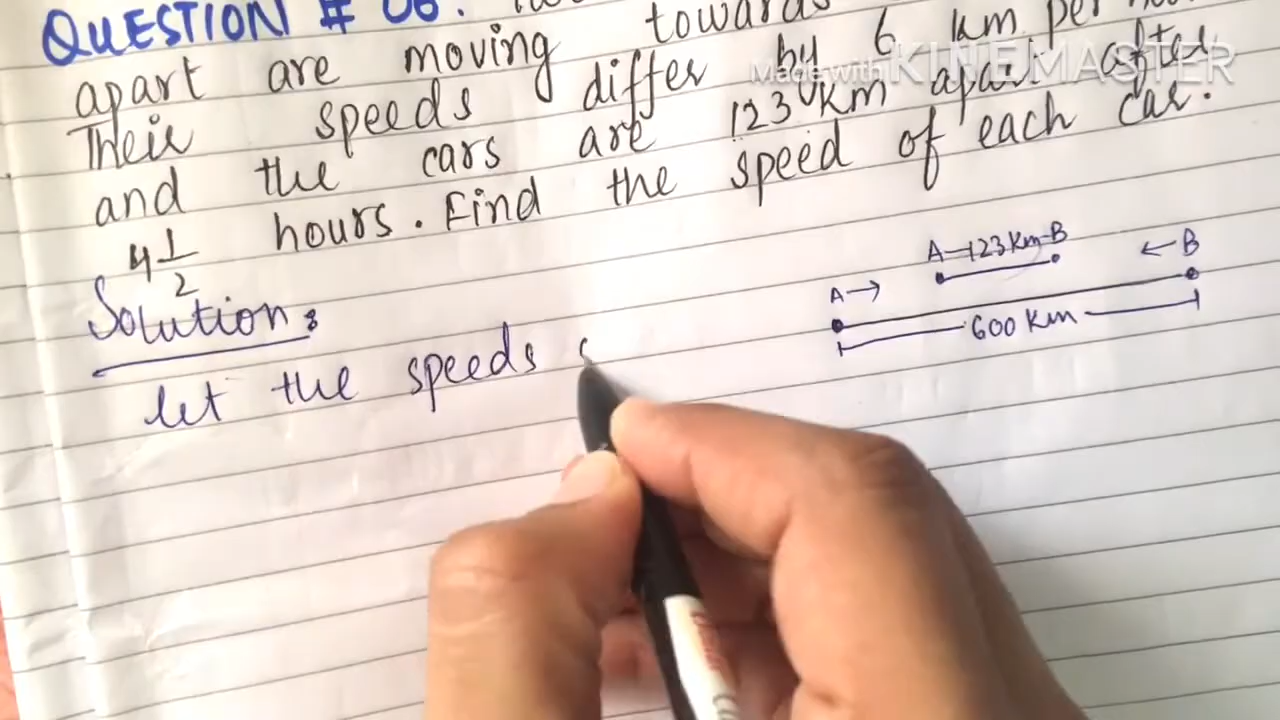 QUESTION # 06:
apart are moving towards
Their speeds differ by 6 km per
and the cars are 123 km apart after
4 1/2 hours. Find the speed of each car.
Solution:
let the speeds
A → A—123 Km—B ← B
600 Km
Made with KINEMASTER